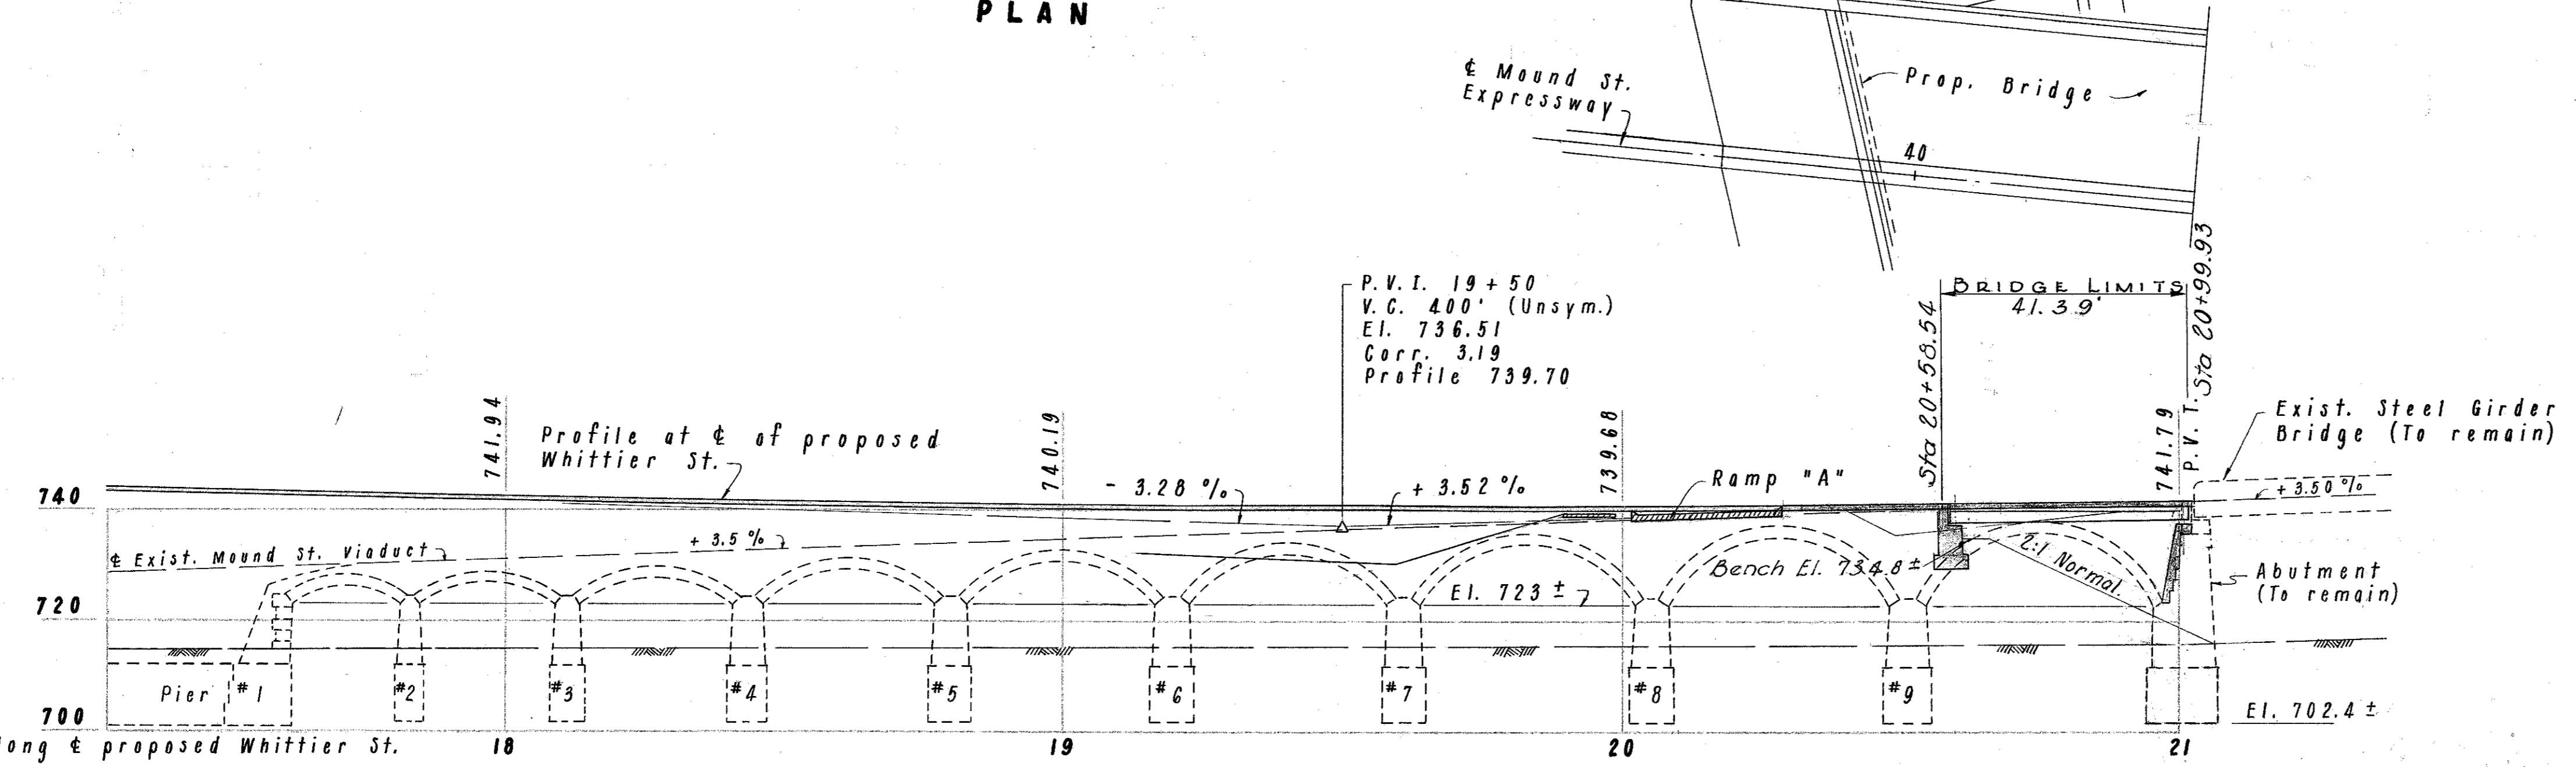 PLAN
℄ Mound St.
Expressway
Prop. Bridge
40
P.V.I. 19+50
V.C. 400' (Unsym.)
El. 736.51
Corr. 3.19
Profile 739.70
BRIDGE LIMITS
41.39'
Sta 20+58.54
P.V.T. Sta 20+99.93
Exist. Steel Girder
Bridge (To remain)
741.94
Profile at ℄ of proposed
Whittier St.
740.19
739.68
741.79
- 3.28 %
+ 3.52 %
Ramp "A"
+ 3.50 %
740
℄ Exist. Mound St. Viaduct
+ 3.5 %
2:1 Normal
Bench El. 734.8 ±
El. 723 ±
Abutment
(To remain)
720
Pier #1
#2
#3
#4
#5
#6
#7
#8
#9
700
El. 702.4 ±
℄ proposed Whittier St.
18
19
20
21